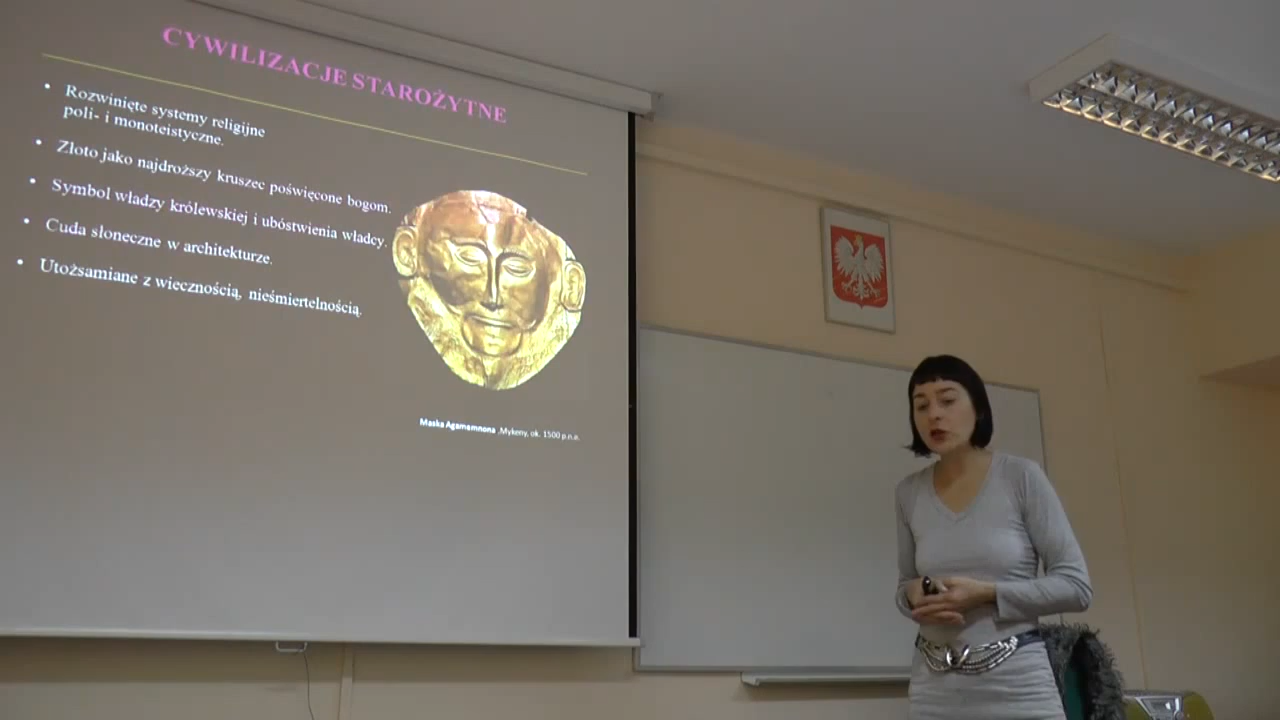 CYWILIZACJE STAROŻYTNE
• Rozwinięte systemy religijne
poli- i monoteistyczne.
• Złoto jako najdroższy kruszec poświęcone bogom.
• Symbol władzy królewskiej i ubóstwienia władcy.
• Cuda słoneczne w architekturze.
• Utożsamiane z wiecznością, nieśmiertelnością.
Maska Agamemnona ,Mykeny, ok. 1500 p.n.e.